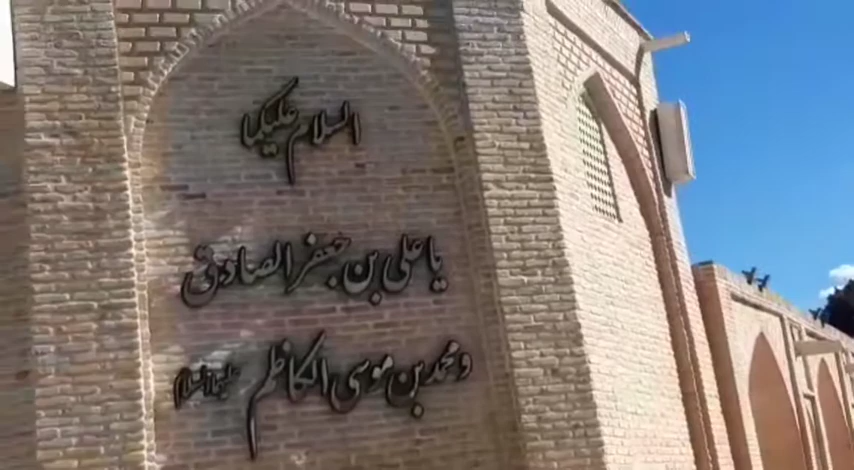 السلام علیکما
یا علی بن جعفر الصادق
و محمد بن موسی الکاظم علیهما السلام